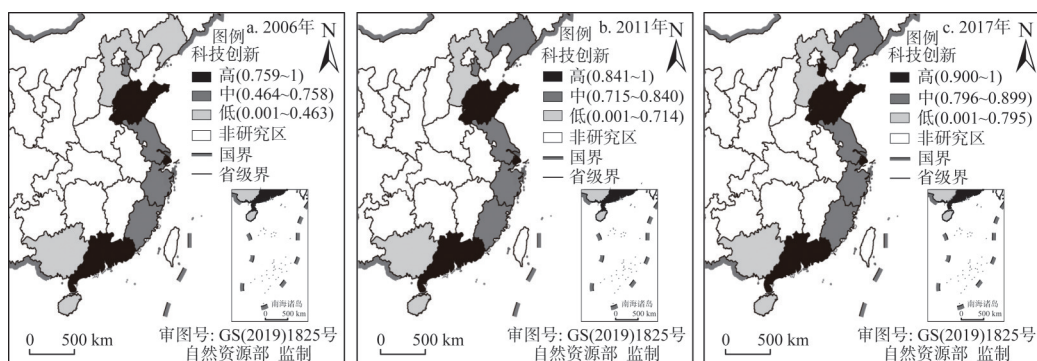 a. 2006年
N
图例
科技创新
高(0.759~1)
中(0.464~0.758)
低(0.001~0.463)
非研究区
国界
省级界
南海诸岛
0 500 km
0 500 km
审图号: GS(2019)1825号
自然资源部 监制
b. 2011年
N
图例
科技创新
高(0.841~1)
中(0.715~0.840)
低(0.001~0.714)
非研究区
国界
省级界
南海诸岛
0 500 km
0 500 km
审图号: GS(2019)1825号
自然资源部 监制
c. 2017年
N
图例
科技创新
高(0.900~1)
中(0.796~0.899)
低(0.001~0.795)
非研究区
国界
省级界
南海诸岛
0 500 km
0 500 km
审图号: GS(2019)1825号
自然资源部 监制